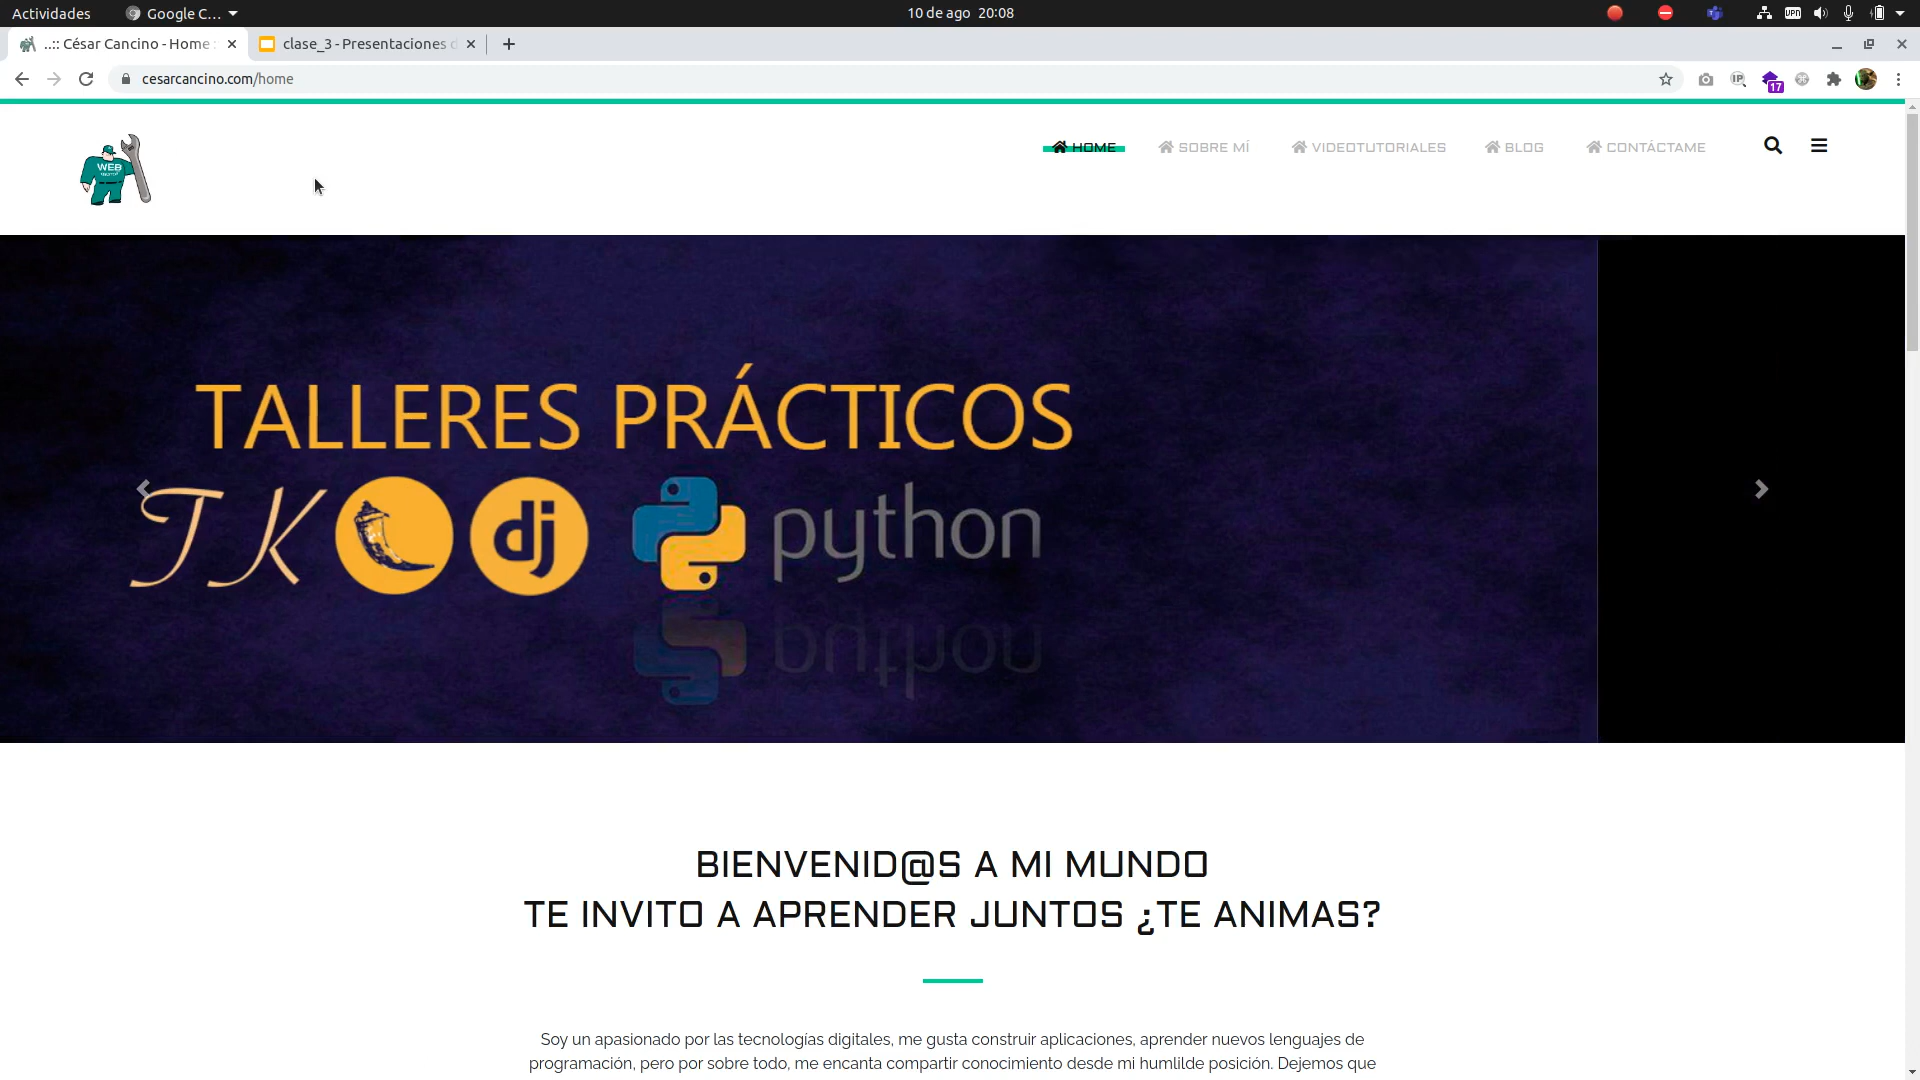 Actividades
Google C...
10 de ago 20:08
VPN
..:: César Cancino - Home :
clase_3 - Presentaciones d
cesarcancino.com/home
IP
17
WEB
HOME
SOBRE MÍ
VIDEOTUTORIALES
BLOG
CONTÁCTAME
TALLERES PRÁCTICOS
TK dj python
BIENVENID@S A MI MUNDO
TE INVITO A APRENDER JUNTOS ¿TE ANIMAS?
Soy un apasionado por las tecnologías digitales, me gusta construir aplicaciones, aprender nuevos lenguajes de
programación, pero por sobre todo, me encanta compartir conocimiento desde mi humlilde posición. Dejemos que